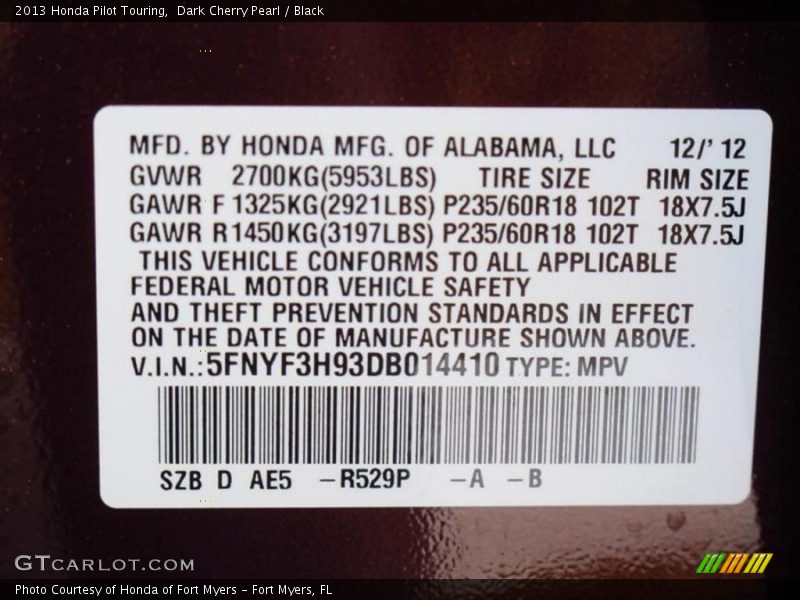 2013 Honda Pilot Touring, Dark Cherry Pearl / Black
MFD. BY HONDA MFG. OF ALABAMA, LLC 12/' 12
GVWR 2700KG(5953LBS) TIRE SIZE RIM SIZE
GAWR F 1325KG(2921LBS) P235/60R18 102T 18X7.5J
GAWR R1450KG(3197LBS) P235/60R18 102T 18X7.5J
THIS VEHICLE CONFORMS TO ALL APPLICABLE
FEDERAL MOTOR VEHICLE SAFETY
AND THEFT PREVENTION STANDARDS IN EFFECT
ON THE DATE OF MANUFACTURE SHOWN ABOVE.
V.I.N.:5FNYF3H93DB014410 TYPE: MPV
SZB D AE5 -R529P -A -B
GTCARLOT.COM
Photo Courtesy of Honda of Fort Myers - Fort Myers, FL